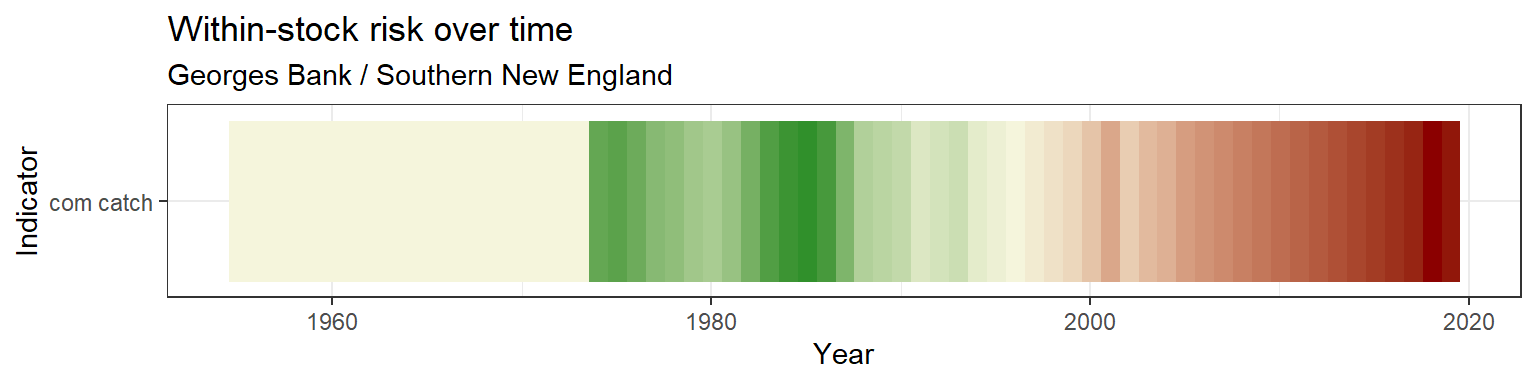 Within-stock risk over time
Georges Bank / Southern New England
Indicator
com catch
1960 1980 2000 2020
Year